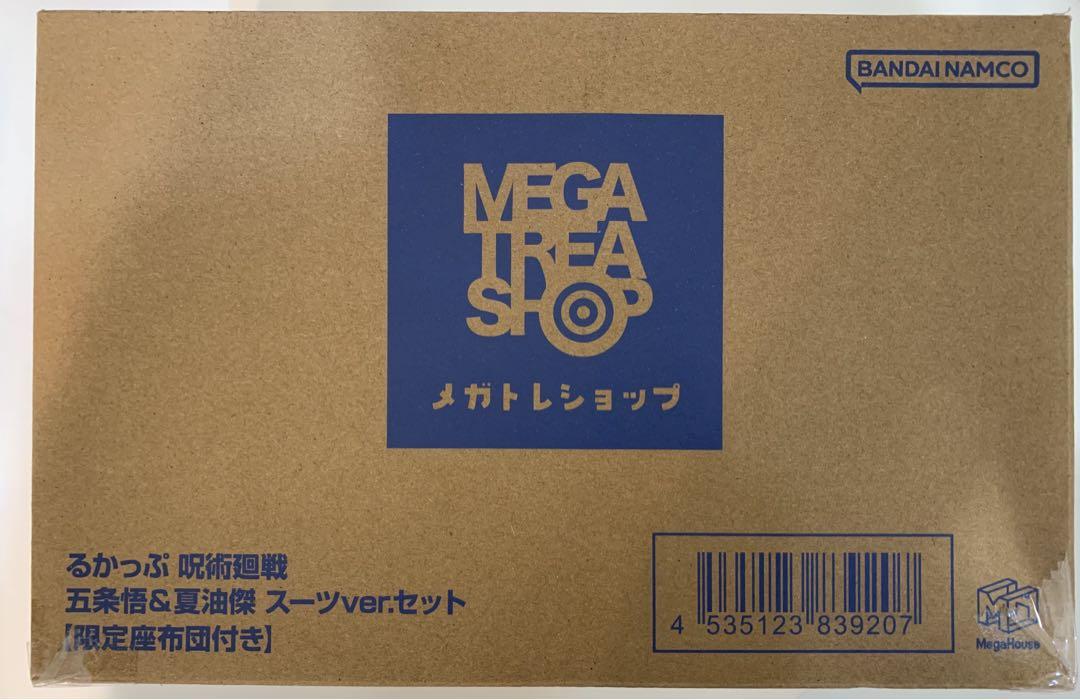 BANDAI NAMCO
MEGA
TREA
SHOP
メガトレショップ
るかっぷ 呪術廻戦
五条悟&夏油傑 スーツver.セット
【限定座布団付き】
4 535123 839207
MegaHouse